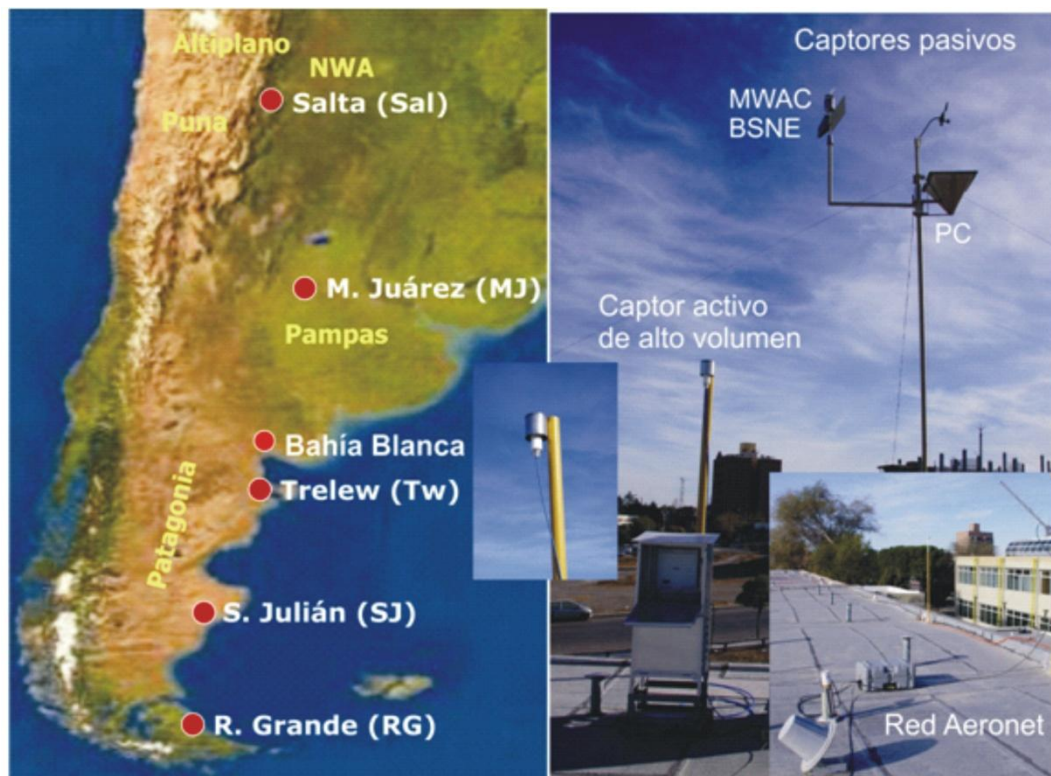 Altiplano
NWA
Salta (Sal)
Puna
M. Juárez (MJ)
Pampas
Bahía Blanca
Trelew (Tw)
Patagonia
S. Julián (SJ)
R. Grande (RG)
Captores pasivos
MWAC
BSNE
PC
Captor activo
de alto volumen
Red Aeronet